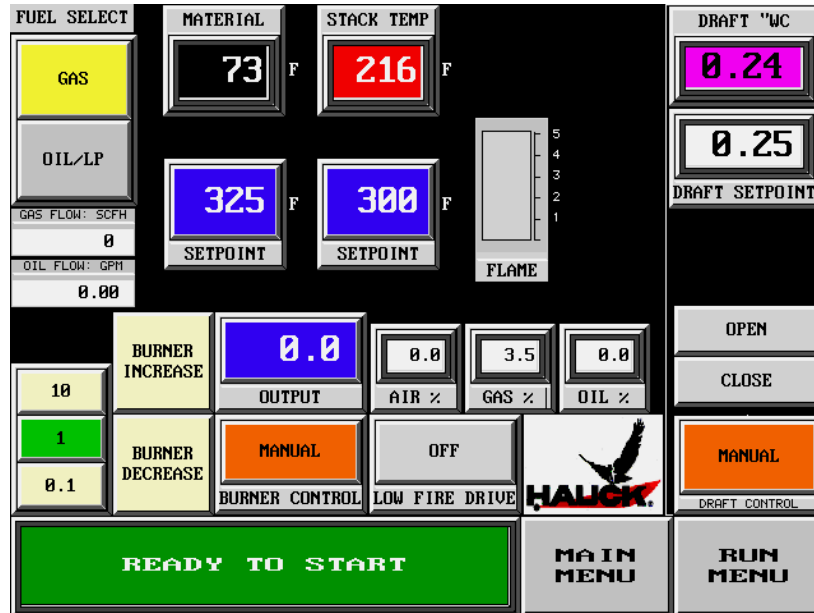 FUEL SELECT
GAS
OIL/LP
GAS FLOW: SCFH
0
OIL FLOW: GPM
0.00
MATERIAL
73 F
325 F
SETPOINT
STACK TEMP
216 F
300 F
SETPOINT
5
4
3
2
1
FLAME
DRAFT "WC
0.24
0.25
DRAFT SETPOINT
10
1
0.1
BURNER
INCREASE
BURNER
DECREASE
0.0
OUTPUT
0.0
AIR %
3.5
GAS %
0.0
OIL %
MANUAL
BURNER CONTROL
OFF
LOW FIRE DRIVE
HAUCK
OPEN
CLOSE
MANUAL
DRAFT CONTROL
READY TO START
MAIN
MENU
RUN
MENU